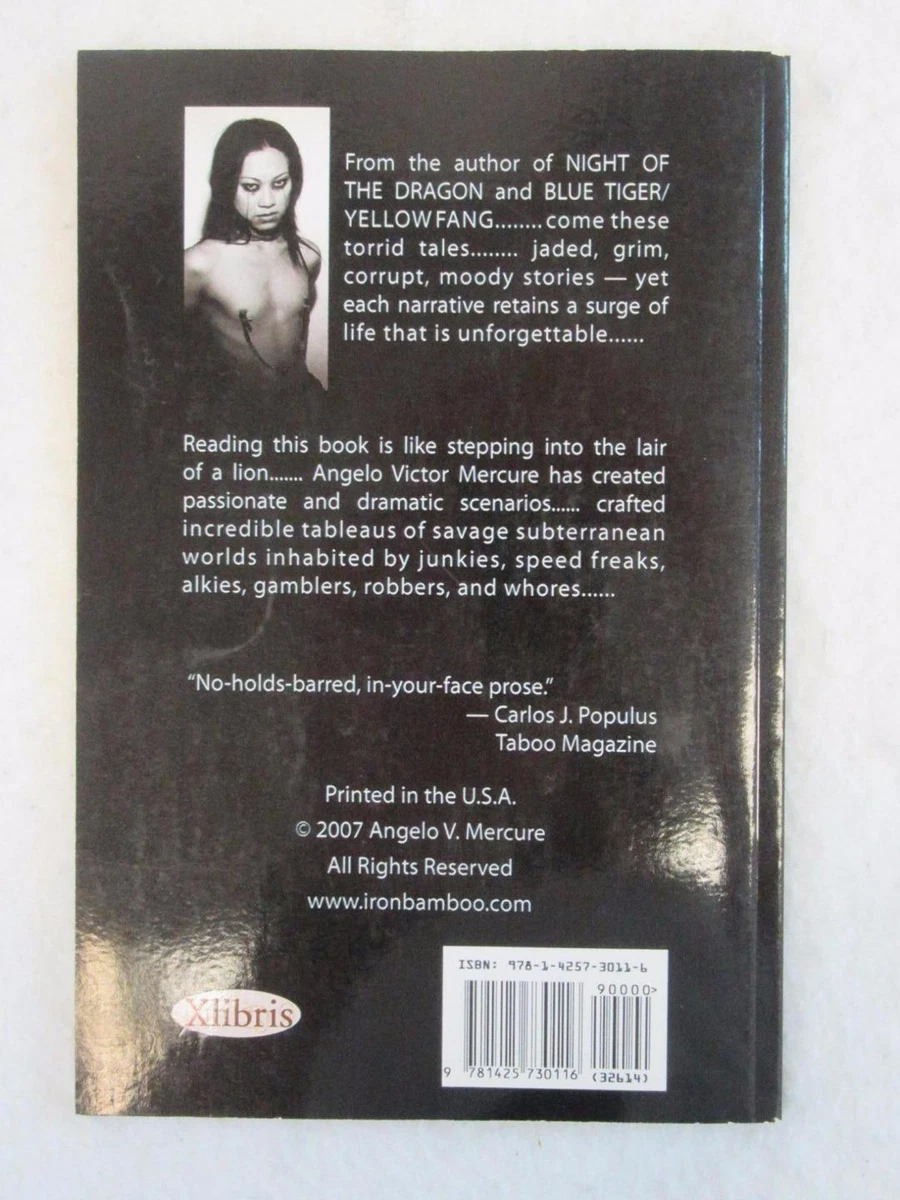 From the author of NIGHT OF
THE DRAGON and BLUE TIGER/
YELLOW FANG........ come these
torrid tales........ jaded, grim,
corrupt, moody stories — yet
each narrative retains a surge of
life that is unforgettable......
Reading this book is like stepping into the lair
of a lion....... Angelo Victor Mercure has created
passionate and dramatic scenarios...... crafted
incredible tableaus of savage subterranean
worlds inhabited by junkies, speed freaks,
alkies, gamblers, robbers, and whores......
“No-holds-barred, in-your-face prose.”
— Carlos J. Populus
Taboo Magazine
Printed in the U.S.A.
© 2007 Angelo V. Mercure
All Rights Reserved
www.ironbamboo.com
ISBN: 978-1-4257-3011-6
90000>
9 781425 730116
(32614)
Xlibris